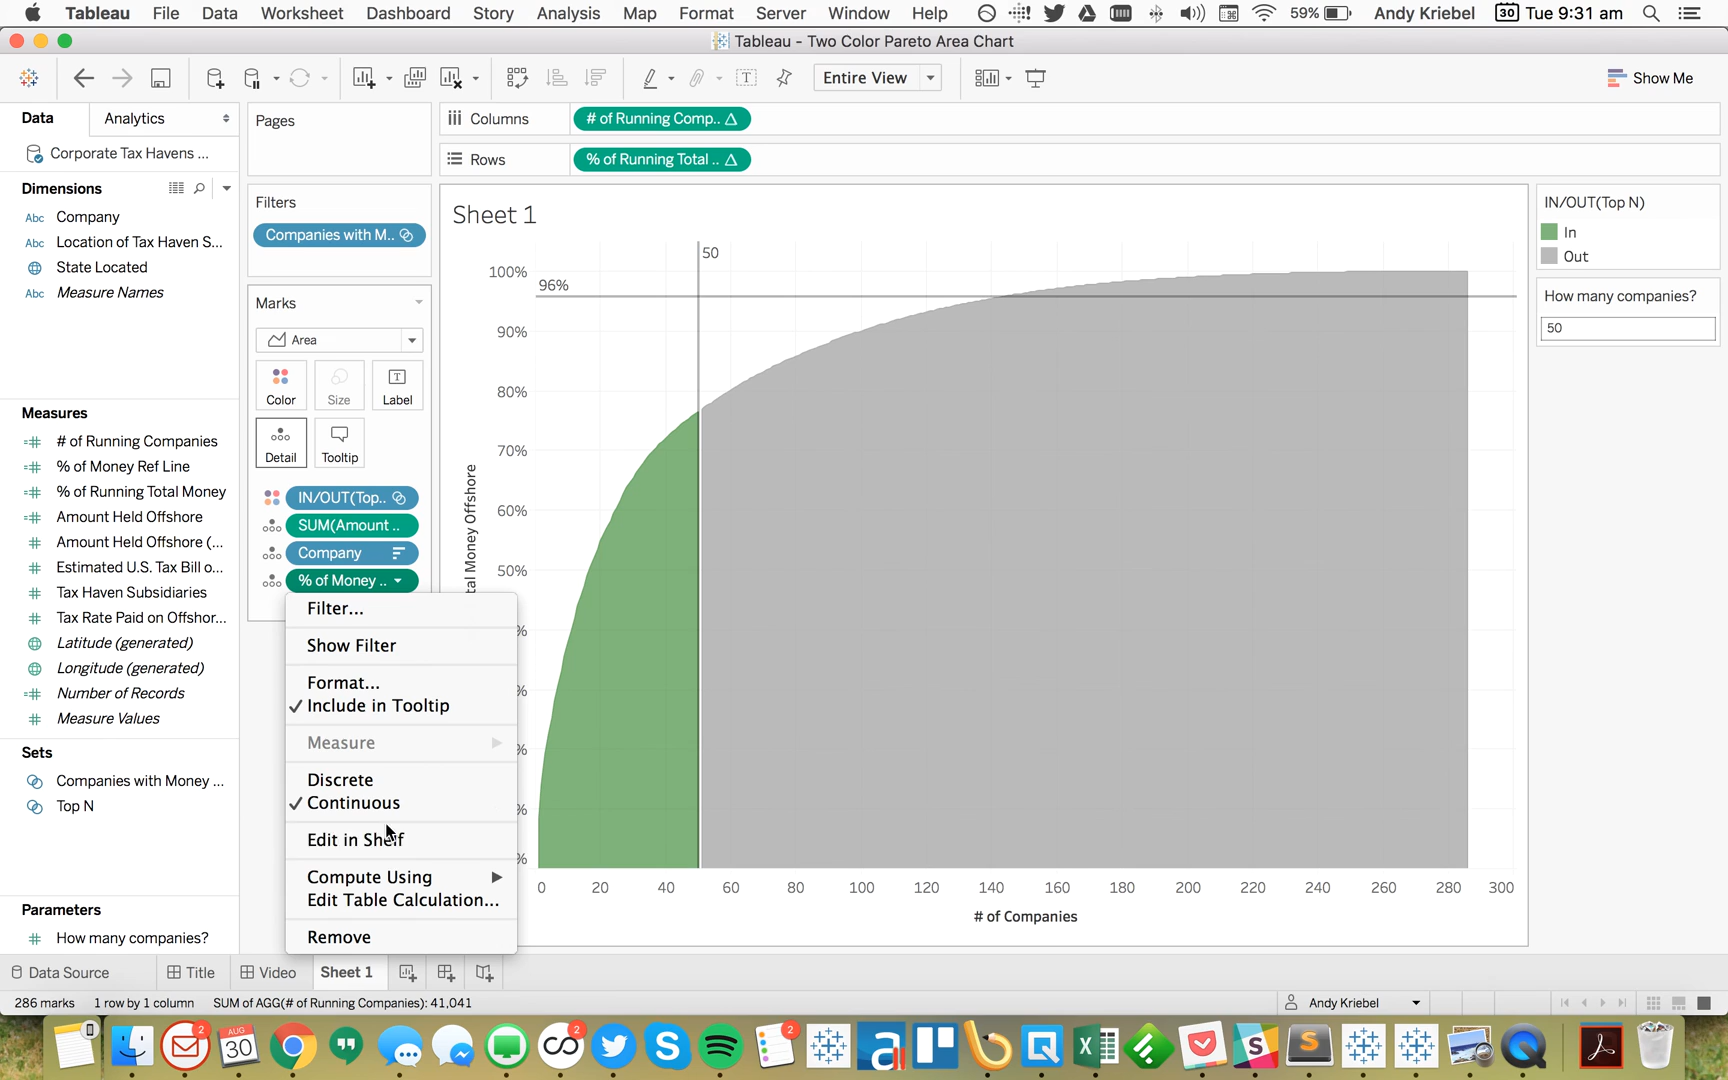 Tableau File Data Worksheet Dashboard Story Analysis Map Format Server Window Help 59% Andy Kriebel 30 Tue 9:31 am
Tableau - Two Color Pareto Area Chart
Entire View Show Me
Data Analytics
Corporate Tax Havens ...
Dimensions
Abc Company
Abc Location of Tax Haven S...
State Located
Abc Measure Names
Measures
# of Running Companies
% of Money Ref Line
% of Running Total Money
Amount Held Offshore
Amount Held Offshore (...
Estimated U.S. Tax Bill o...
Tax Haven Subsidiaries
Tax Rate Paid on Offshor...
Latitude (generated)
Longitude (generated)
Number of Records
Measure Values
Sets
Companies with Money ...
Top N
Parameters
How many companies?
Pages
Filters
Companies with M..
Marks
Area
Color Size Label
Detail Tooltip
IN/OUT(Top..
SUM(Amount ..
Company
% of Money ..
Filter...
Show Filter
Format...
Include in Tooltip
Measure
Discrete
Continuous
Edit in Shelf
Compute Using
Edit Table Calculation...
Remove
Columns # of Running Comp..
Rows % of Running Total ..
Sheet 1
50
96%
100%
90%
80%
70%
60%
50%
%
%
%
%
%
tal Money Offshore
0 20 40 60 80 100 120 140 160 180 200 220 240 260 280 300
# of Companies
IN/OUT(Top N)
In
Out
How many companies?
50
Data Source Title Video Sheet 1
286 marks 1 row by 1 column SUM of AGG(# of Running Companies): 41,041 Andy Kriebel
2
AUG
30
2
2